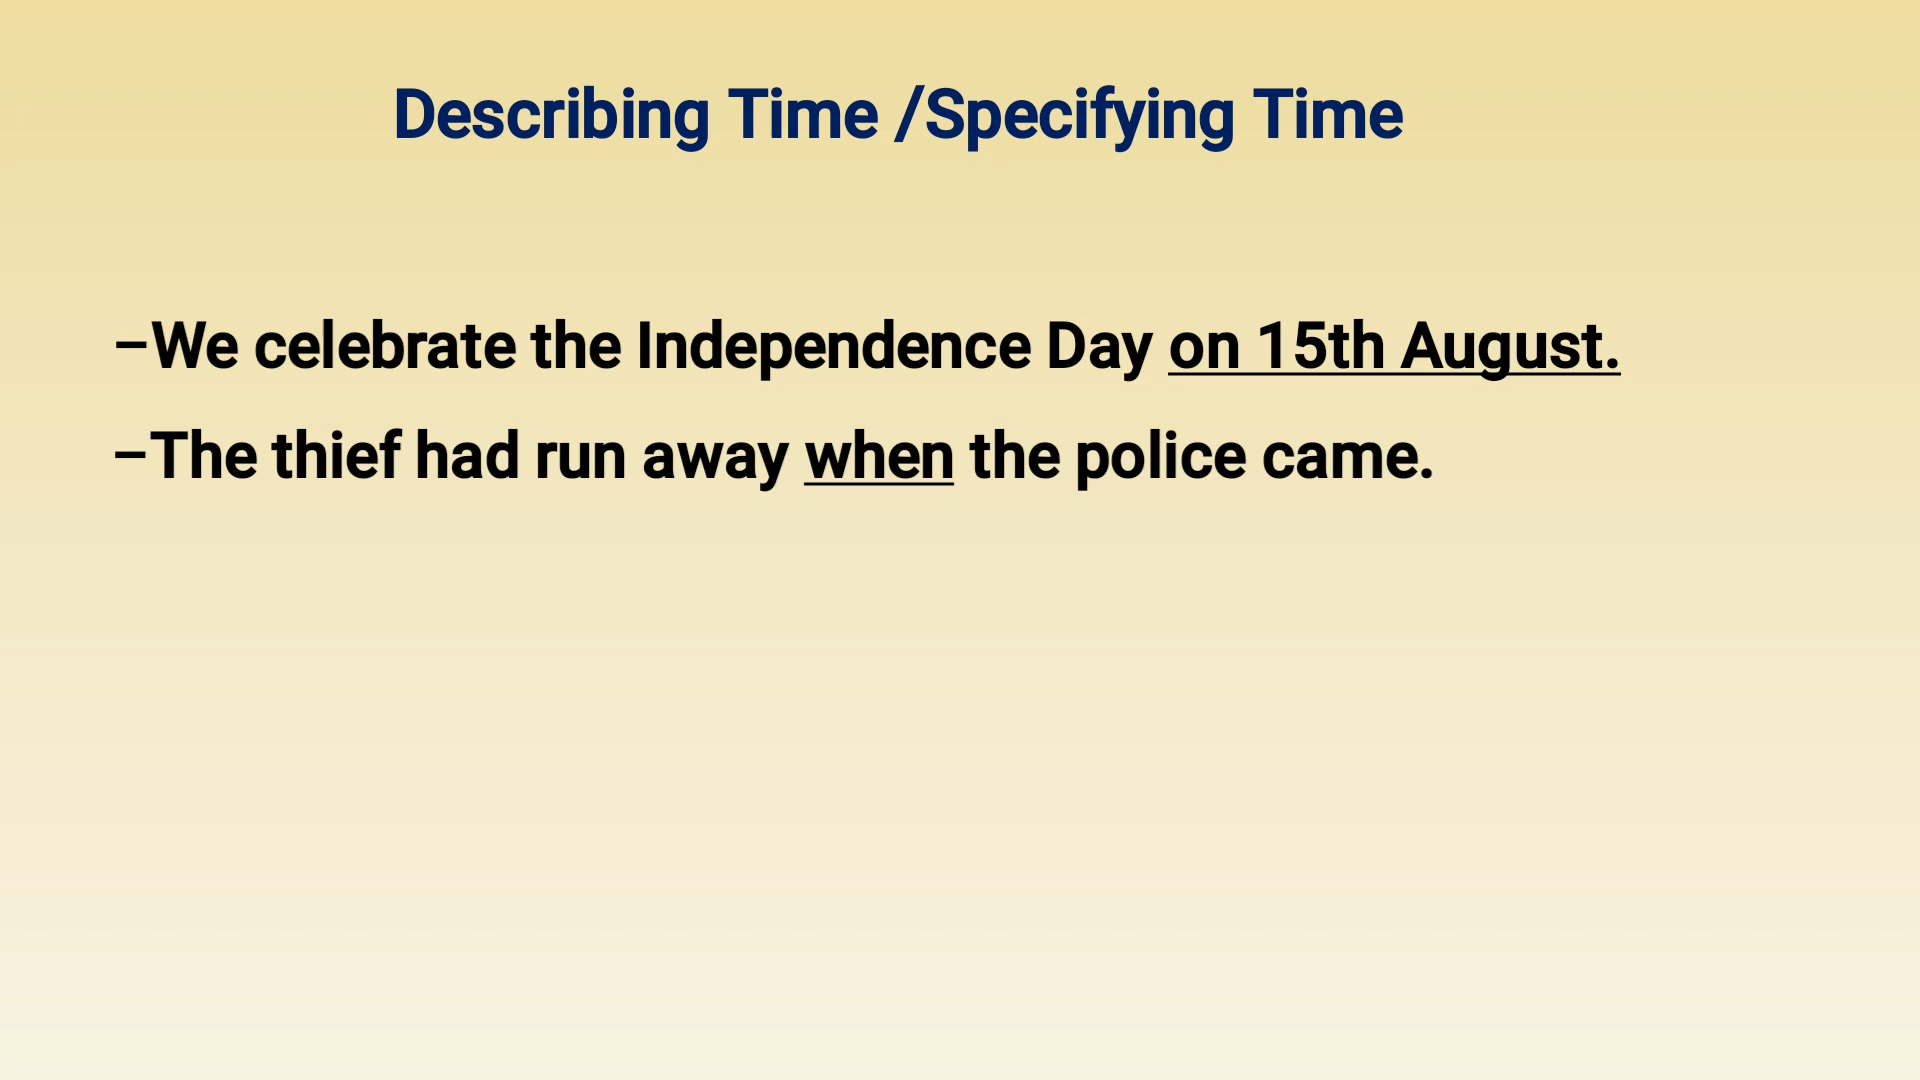 Describing Time /Specifying Time
–We celebrate the Independence Day on 15th August.
–The thief had run away when the police came.